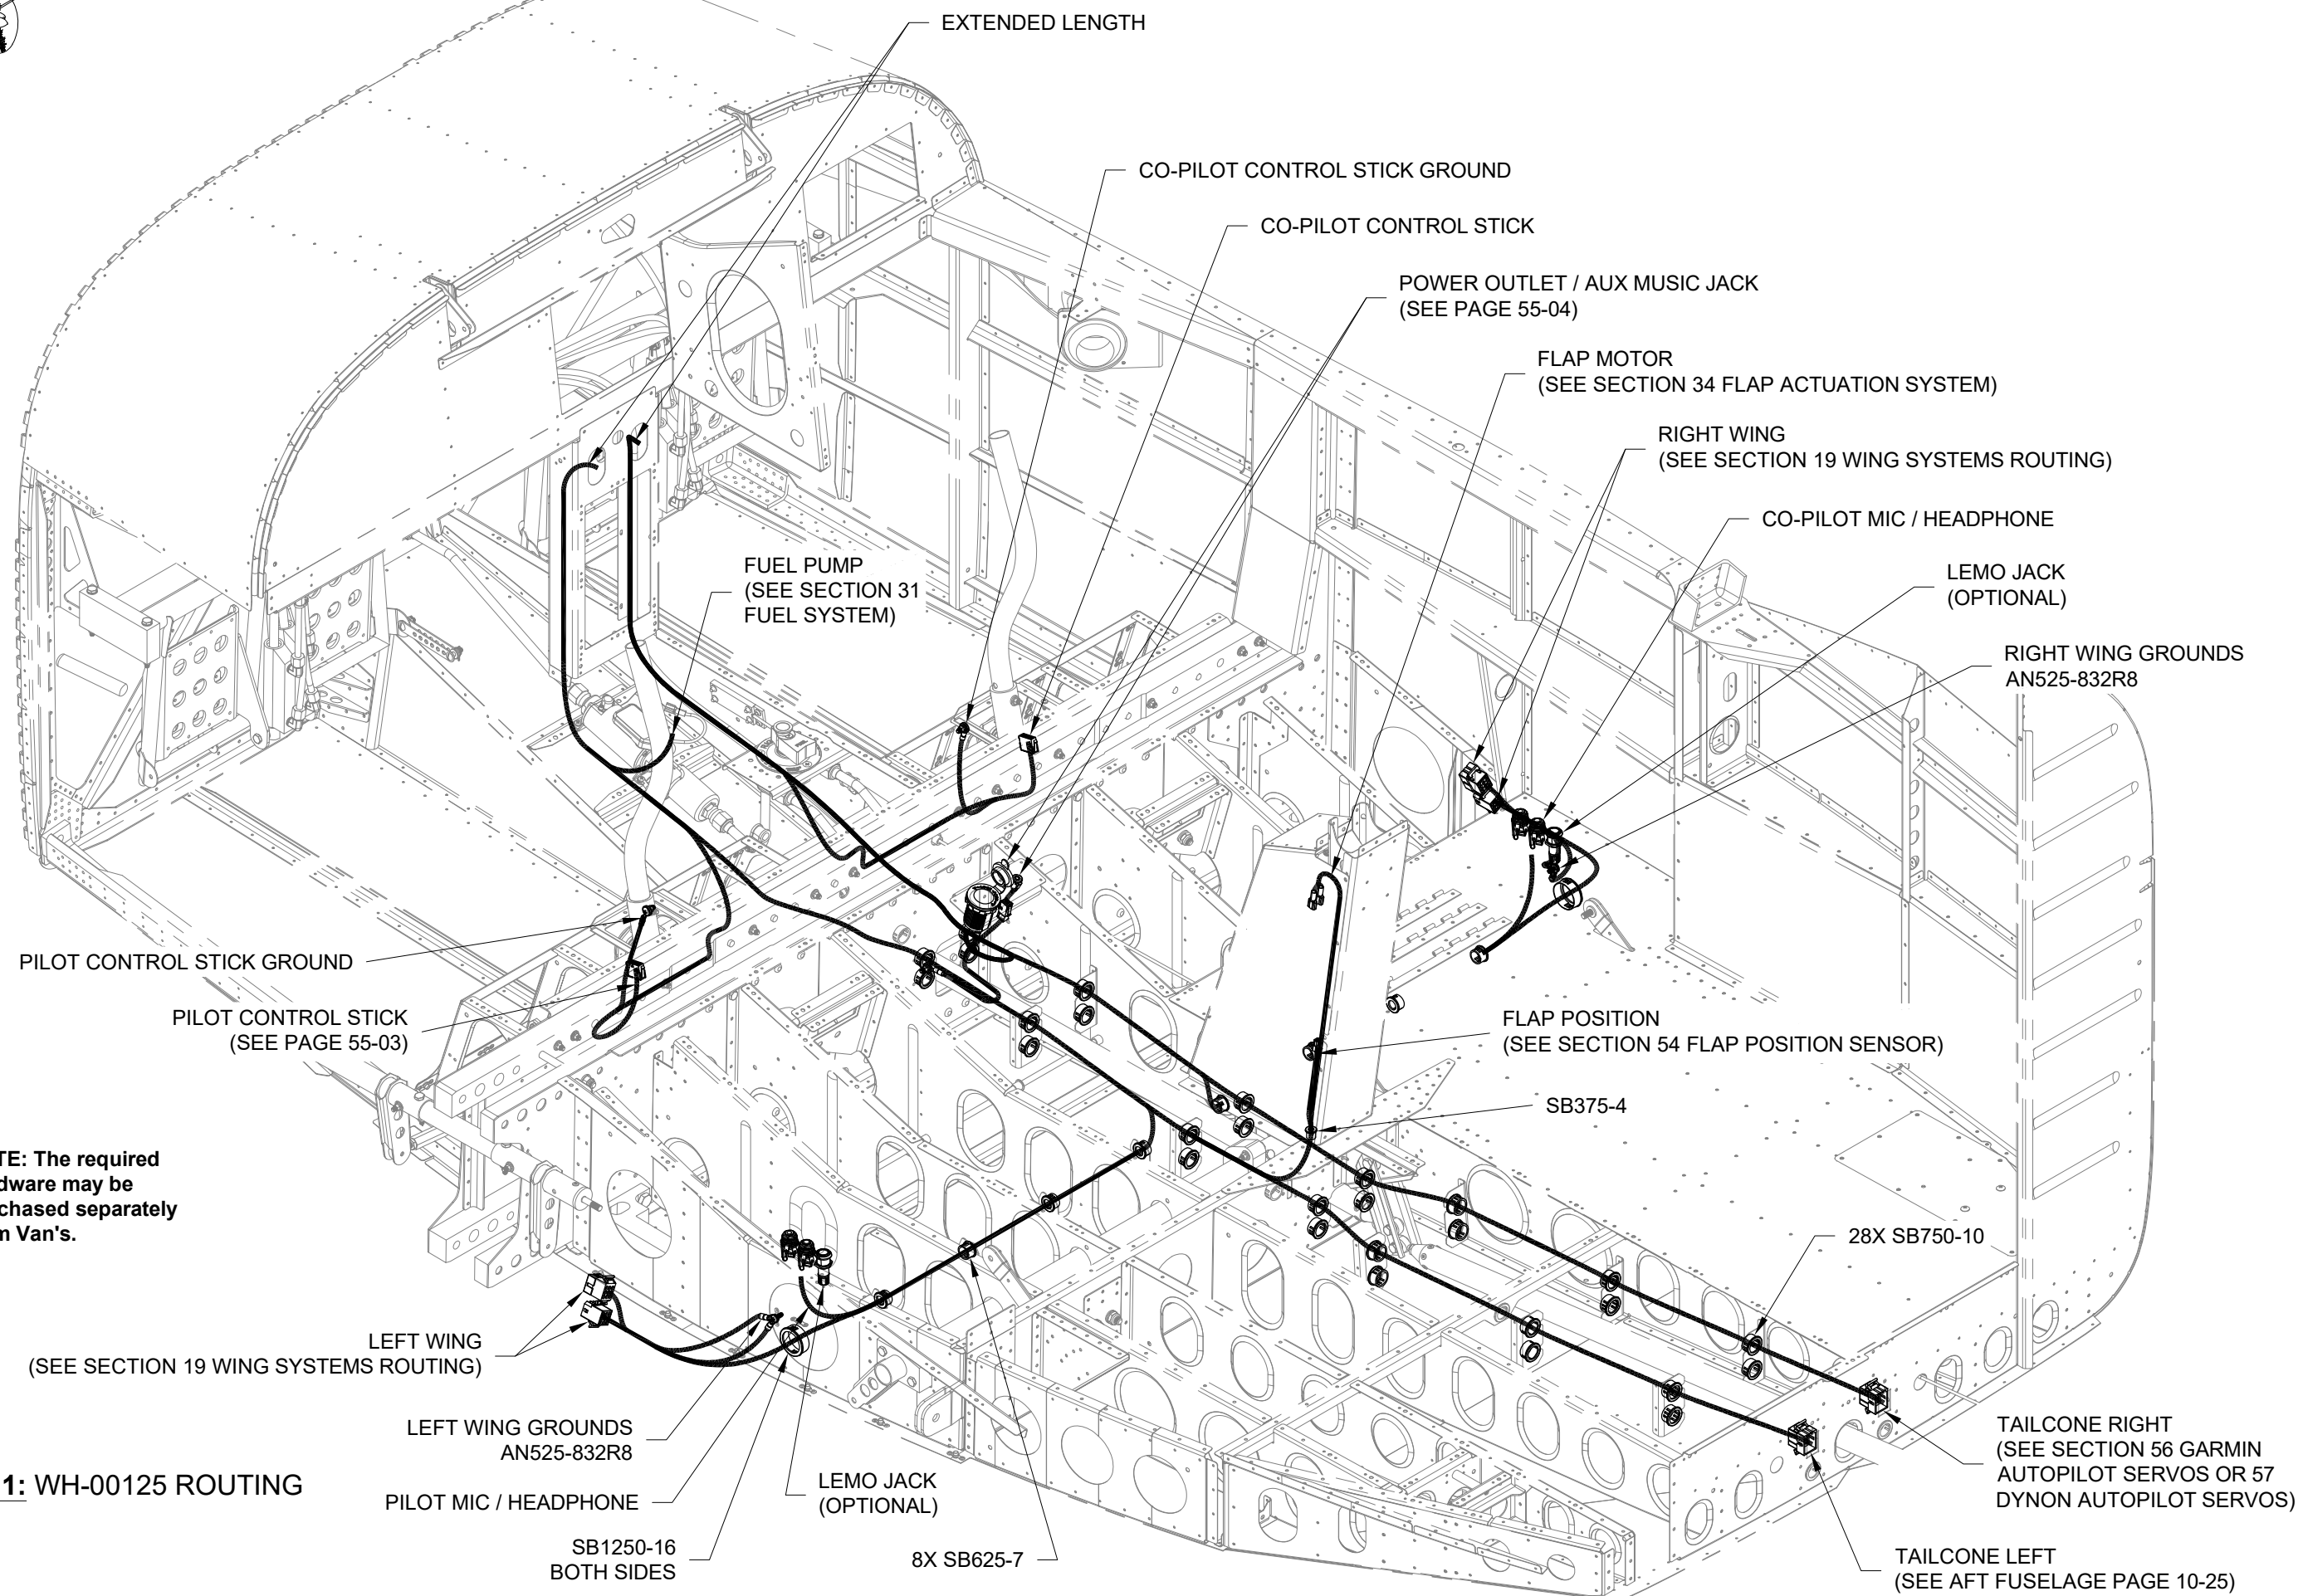 EXTENDED LENGTH
CO-PILOT CONTROL STICK GROUND
CO-PILOT CONTROL STICK
POWER OUTLET / AUX MUSIC JACK
(SEE PAGE 55-04)
FLAP MOTOR
(SEE SECTION 34 FLAP ACTUATION SYSTEM)
RIGHT WING
(SEE SECTION 19 WING SYSTEMS ROUTING)
CO-PILOT MIC / HEADPHONE
FUEL PUMP
(SEE SECTION 31
FUEL SYSTEM)
LEMO JACK
(OPTIONAL)
RIGHT WING GROUNDS
AN525-832R8
PILOT CONTROL STICK GROUND
PILOT CONTROL STICK
(SEE PAGE 55-03)
FLAP POSITION
(SEE SECTION 54 FLAP POSITION SENSOR)
SB375-4
TE: The required
dware may be
chased separately
m Van's.
28X SB750-10
LEFT WING
(SEE SECTION 19 WING SYSTEMS ROUTING)
LEFT WING GROUNDS
AN525-832R8
1: WH-00125 ROUTING
PILOT MIC / HEADPHONE
LEMO JACK
(OPTIONAL)
SB1250-16
BOTH SIDES
8X SB625-7
TAILCONE RIGHT
(SEE SECTION 56 GARMIN
AUTOPILOT SERVOS OR 57
DYNON AUTOPILOT SERVOS)
TAILCONE LEFT
(SEE AFT FUSELAGE PAGE 10-25)